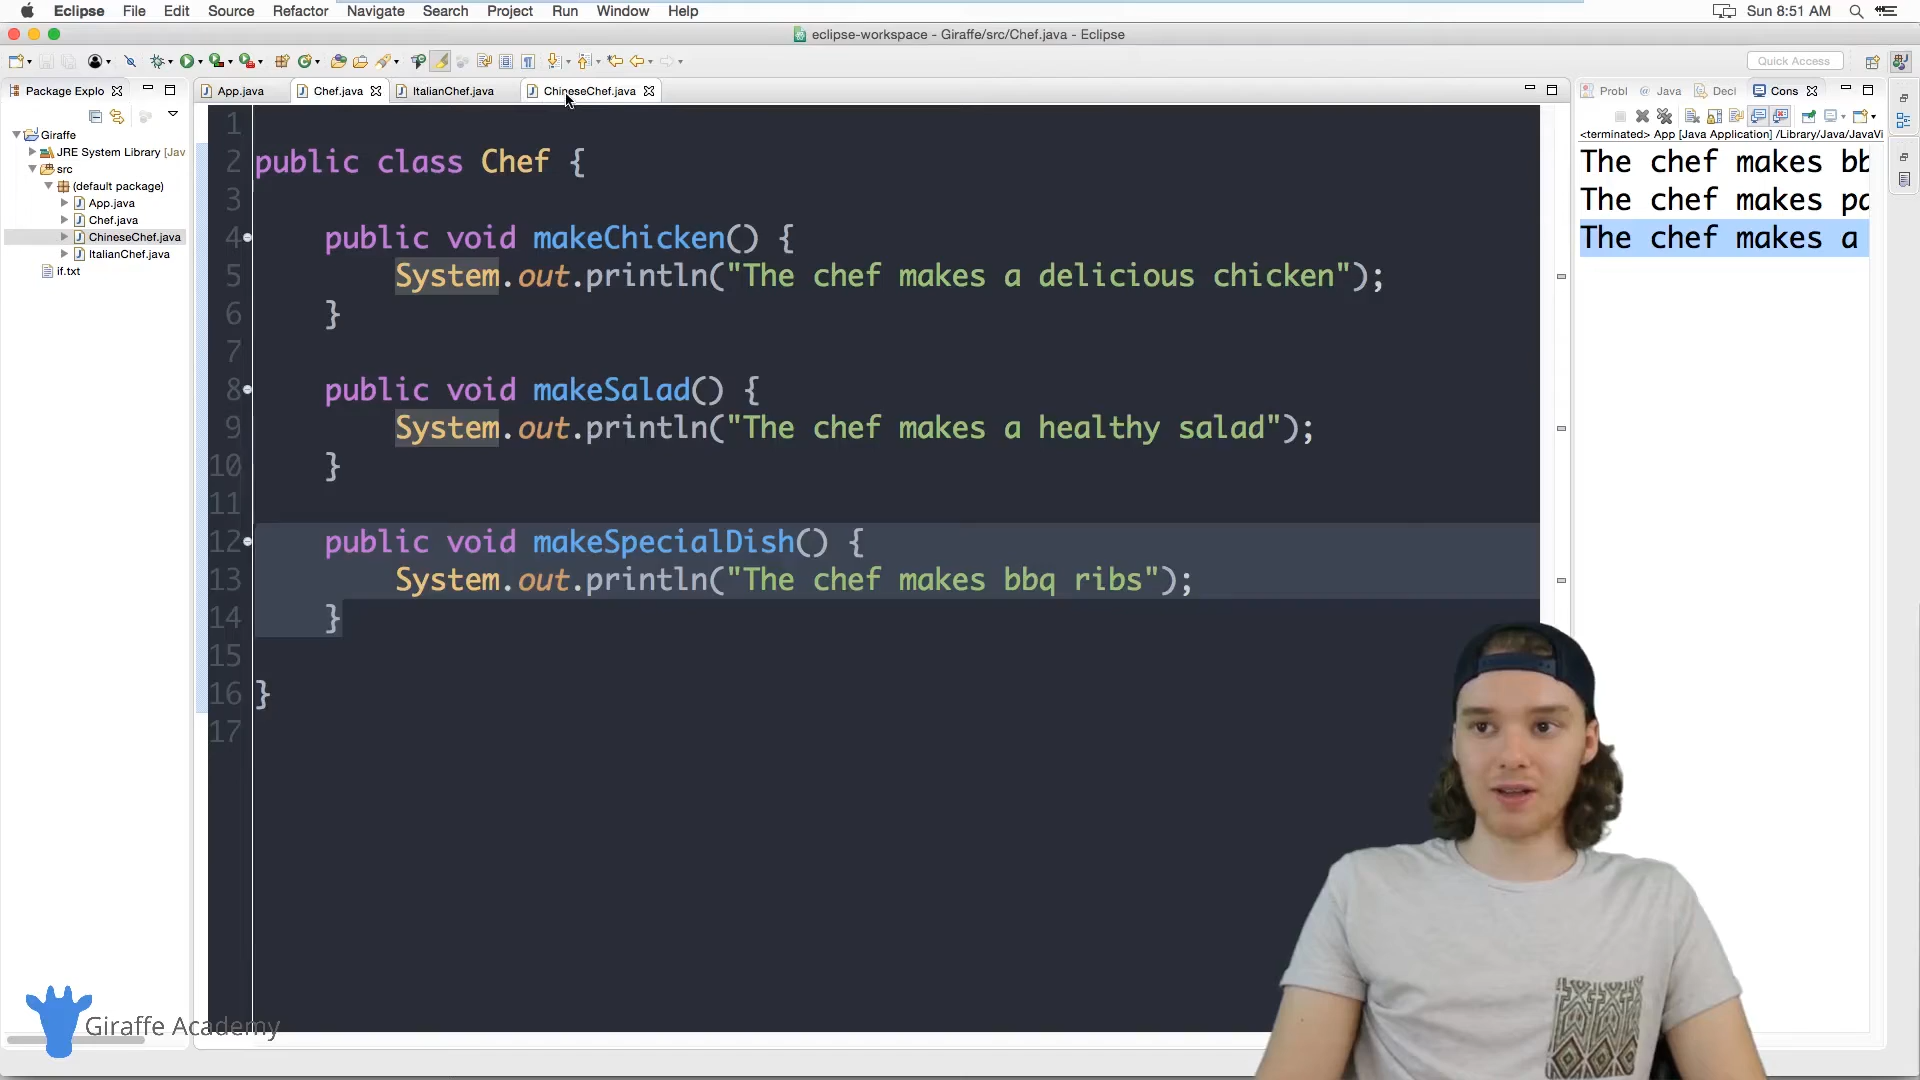 Eclipse File Edit Source Refactor Navigate Search Project Run Window Help Sun 8:51 AM
eclipse-workspace - Giraffe/src/Chef.java - Eclipse
Quick Access
Package Explo App.java Chef.java ItalianChef.java ChineseChef.java Probl Java Decl Cons
<terminated> App [Java Application] /Library/Java/JavaVi
Giraffe
JRE System Library [Jav
src
(default package)
App.java
Chef.java
ChineseChef.java
ItalianChef.java
if.txt
1
2 public class Chef {
3
4 public void makeChicken() {
5 System.out.println("The chef makes a delicious chicken");
6 }
7
8 public void makeSalad() {
9 System.out.println("The chef makes a healthy salad");
10 }
11
12 public void makeSpecialDish() {
13 System.out.println("The chef makes bbq ribs");
14 }
15
16 }
17
The chef makes bb
The chef makes pa
The chef makes a
Giraffe Academy